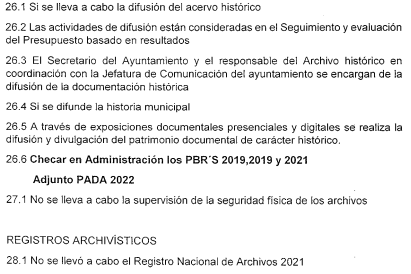 26.1 Si se lleva a cabo la difusión del acervo histórico
26.2 Las actividades de difusión están consideradas en el Seguimiento y evaluación
del Presupuesto basado en resultados
26.3 El Secretario del Ayuntamiento y el responsable del Archivo histórico en
coordinación con la Jefatura de Comunicación del ayuntamiento se encargan de la
difusión de la documentación histórica
26.4 Si se difunde la historia municipal
26.5 A través de exposiciones documentales presenciales y digitales se realiza la
difusión y divulgación del patrimonio documental de carácter histórico.
26.6 Checar en Administración los PBR´S 2019,2019 y 2021
Adjunto PADA 2022
27.1 No se lleva a cabo la supervisión de la seguridad física de los archivos
REGISTROS ARCHIVÍSTICOS
28.1 No se llevó a cabo el Registro Nacional de Archivos 2021